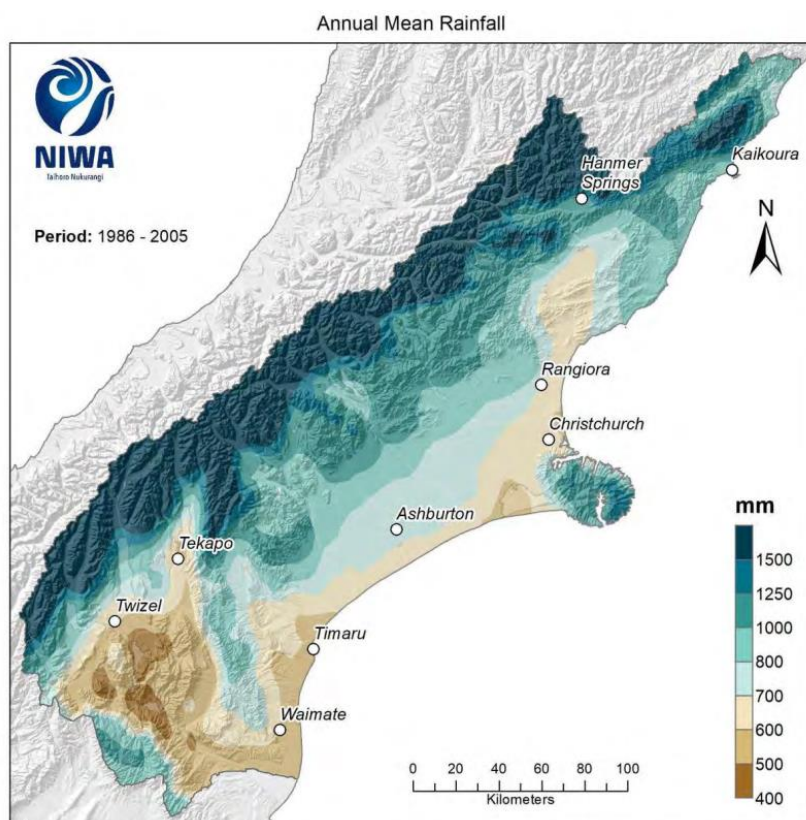 Annual Mean Rainfall
NIWA
Taihoro Nukurangi
Period: 1986 - 2005
Hanmer
Springs
Kaikoura
N
Rangiora
Christchurch
Ashburton
Tekapo
Twizel
Timaru
Waimate
mm
1500
1250
1000
800
700
600
500
400
0 20 40 60 80 100
Kilometers